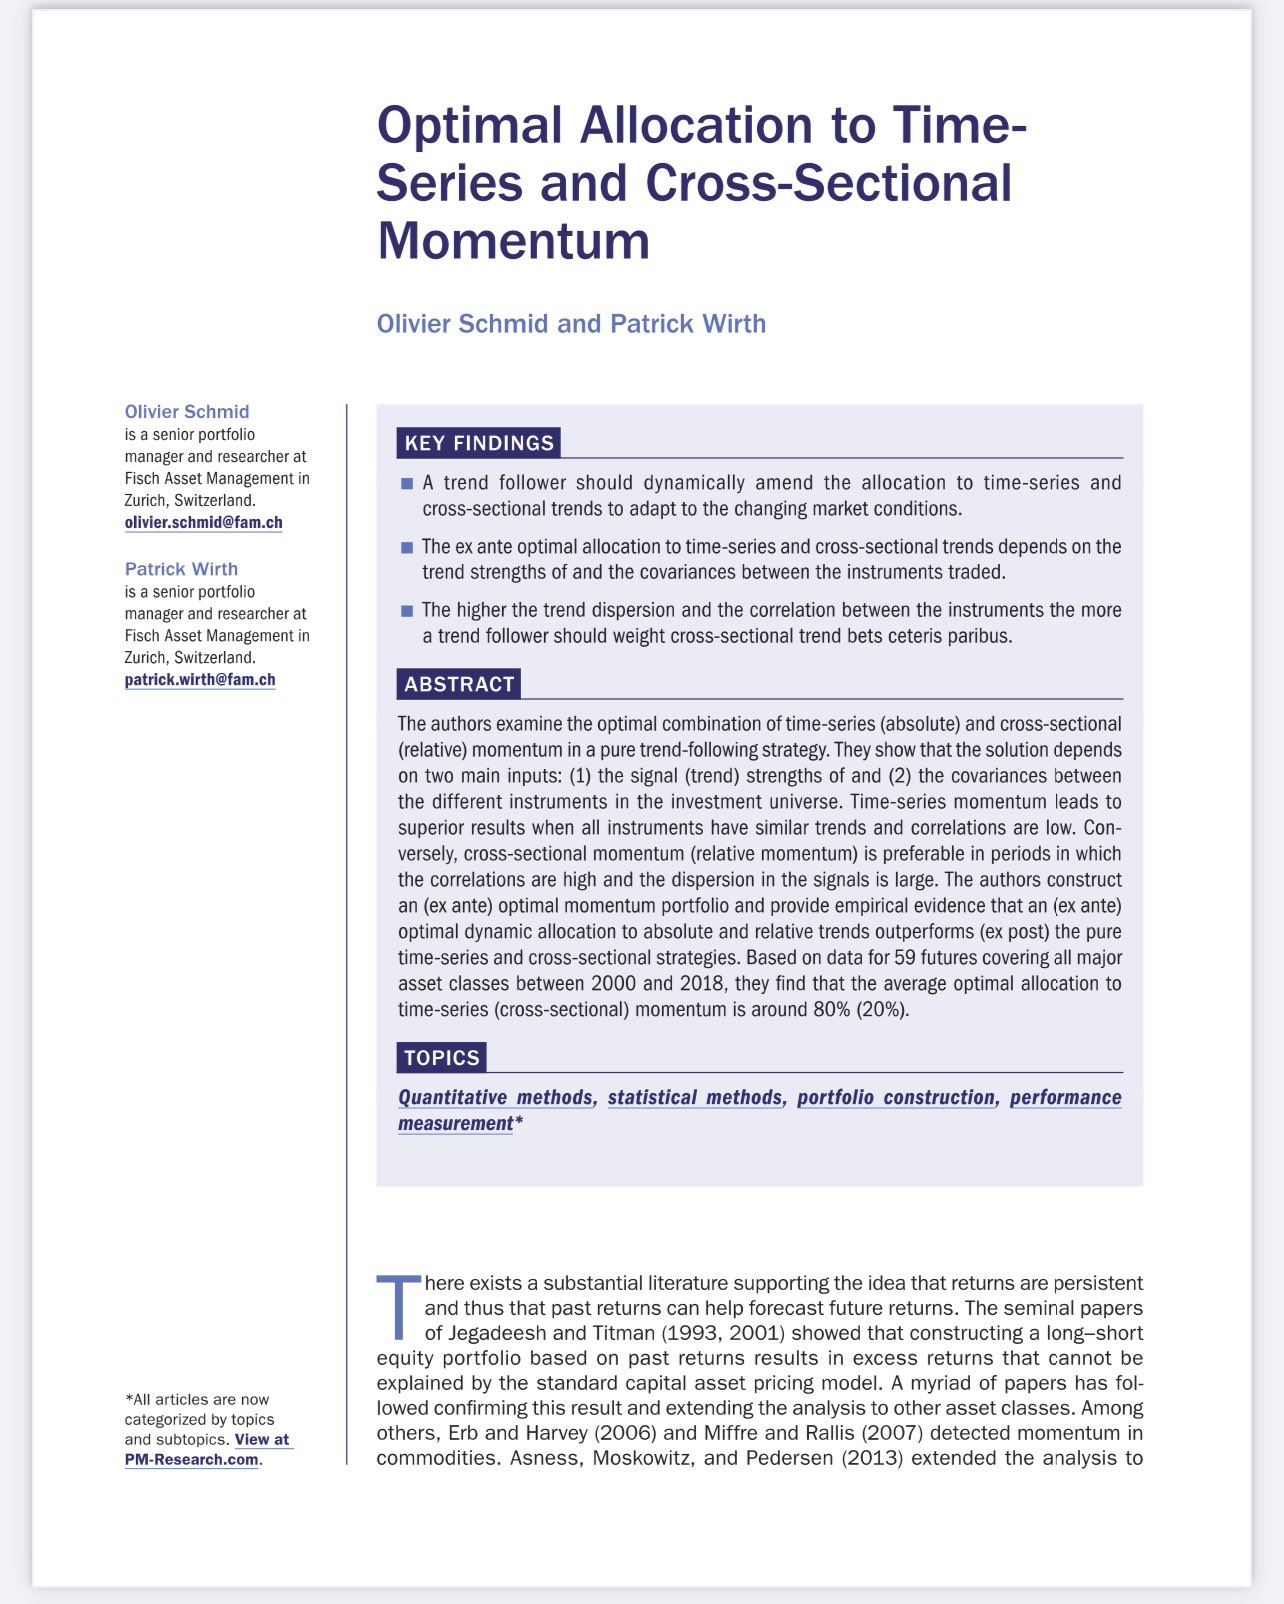 Optimal Allocation to Time-
Series and Cross-Sectional
Momentum
Olivier Schmid and Patrick Wirth
Olivier Schmid
is a senior portfolio
manager and researcher at
Fisch Asset Management in
Zurich, Switzerland.
olivier.schmid@fam.ch
Patrick Wirth
is a senior portfolio
manager and researcher at
Fisch Asset Management in
Zurich, Switzerland.
patrick.wirth@fam.ch
KEY FINDINGS
■ A trend follower should dynamically amend the allocation to time-series and
cross-sectional trends to adapt to the changing market conditions.
■ The ex ante optimal allocation to time-series and cross-sectional trends depends on the
trend strengths of and the covariances between the instruments traded.
■ The higher the trend dispersion and the correlation between the instruments the more
a trend follower should weight cross-sectional trend bets ceteris paribus.
ABSTRACT
The authors examine the optimal combination of time-series (absolute) and cross-sectional
(relative) momentum in a pure trend-following strategy. They show that the solution depends
on two main inputs: (1) the signal (trend) strengths of and (2) the covariances between
the different instruments in the investment universe. Time-series momentum leads to
superior results when all instruments have similar trends and correlations are low. Con-
versely, cross-sectional momentum (relative momentum) is preferable in periods in which
the correlations are high and the dispersion in the signals is large. The authors construct
an (ex ante) optimal momentum portfolio and provide empirical evidence that an (ex ante)
optimal dynamic allocation to absolute and relative trends outperforms (ex post) the pure
time-series and cross-sectional strategies. Based on data for 59 futures covering all major
asset classes between 2000 and 2018, they find that the average optimal allocation to
time-series (cross-sectional) momentum is around 80% (20%).
TOPICS
Quantitative methods, statistical methods, portfolio construction, performance
measurement*
There exists a substantial literature supporting the idea that returns are persistent
and thus that past returns can help forecast future returns. The seminal papers
of Jegadeesh and Titman (1993, 2001) showed that constructing a long–short
equity portfolio based on past returns results in excess returns that cannot be
explained by the standard capital asset pricing model. A myriad of papers has fol-
lowed confirming this result and extending the analysis to other asset classes. Among
others, Erb and Harvey (2006) and Miffre and Rallis (2007) detected momentum in
commodities. Asness, Moskowitz, and Pedersen (2013) extended the analysis to
*All articles are now
categorized by topics
and subtopics. View at
PM-Research.com.